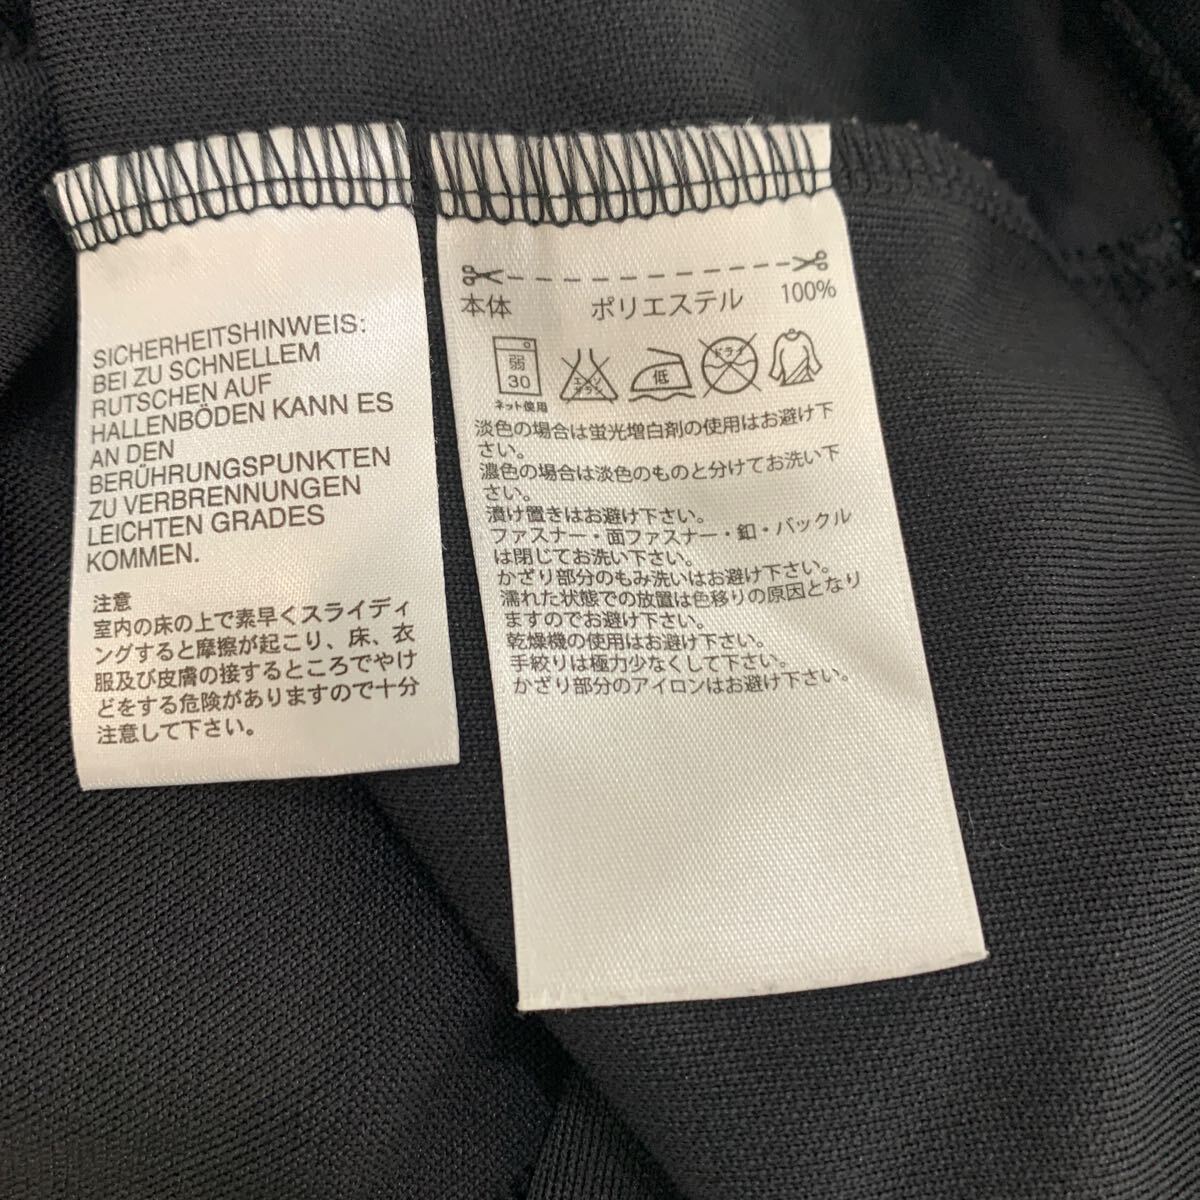 SICHERHEITSHINWEIS:
BEI ZU SCHNELLEM
RUTSCHEN AUF
HALLENBÖDEN KANN ES
AN DEN
BERÜHRUNGSPUNKTEN
ZU VERBRENNUNGEN
LEICHTEN GRADES
KOMMEN.
注意
室内の床の上で素早くスライディ
ングすると摩擦が起こり、床、衣
服及び皮膚の接するところでやけ
どをする危険がありますので十分
注意して下さい。
本体 ポリエステル 100%
弱
30
ネット使用
エンソ
サラシ
低
ドライ
淡色の場合は蛍光増白剤の使用はお避け下
さい。
濃色の場合は淡色のものと分けてお洗い下
さい。
漬け置きはお避け下さい。
ファスナー・面ファスナー・釦・バックル
は閉じてお洗い下さい。
かざり部分のもみ洗いはお避け下さい。
濡れた状態での放置は色移りの原因となり
ますのでお避け下さい。
乾燥機の使用はお避け下さい。
手絞りは極力少なくして下さい。
かざり部分のアイロンはお避け下さい。